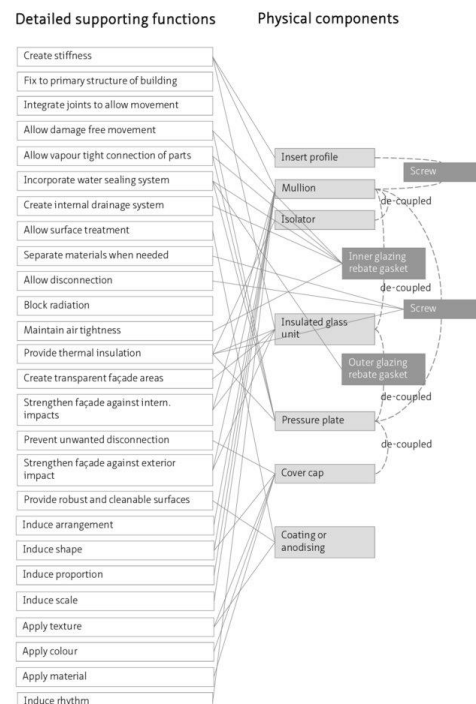 Detailed supporting functions
Physical components
Create stiffness
Fix to primary structure of building
Integrate joints to allow movement
Allow damage free movement
Allow vapour tight connection of parts
Incorporate water sealing system
Create internal drainage system
Allow surface treatment
Separate materials when needed
Allow disconnection
Block radiation
Maintain air tightness
Provide thermal insulation
Create transparent façade areas
Strengthen façade against intern.
impacts
Prevent unwanted disconnection
Strengthen façade against exterior
impact
Provide robust and cleanable surfaces
Induce arrangement
Induce shape
Induce proportion
Induce scale
Apply texture
Apply colour
Apply material
Induce rhythm
Insert profile
Screw
Mullion
de-coupled
Isolator
Inner glazing
rebate gasket
de-coupled
Screw
Insulated glass
unit
Outer glazing
rebate gasket
de-coupled
Pressure plate
de-coupled
Cover cap
Coating or
anodising